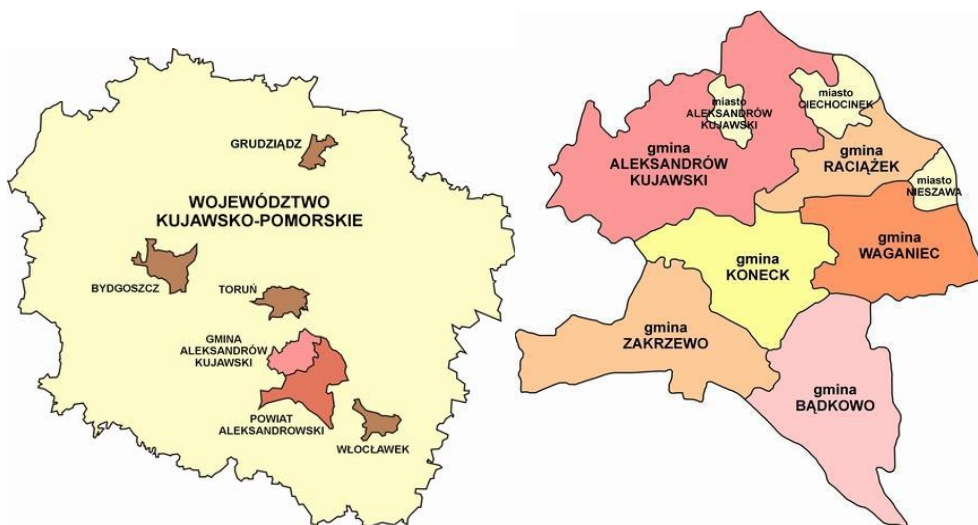 GRUDZIĄDZ
WOJEWÓDZTWO
KUJAWSKO-POMORSKIE
BYDGOSZCZ
TORUŃ
GMINA
ALEKSANDRÓW
KUJAWSKI
POWIAT
ALEKSANDROWSKI
WŁOCŁAWEK
miasto
ALEKSANDRÓW
KUJAWSKI
miasto
CIECHOCINEK
gmina
ALEKSANDRÓW
KUJAWSKI
gmina
RACIĄŻEK
miasto
NIESZAWA
gmina
WAGANIEC
gmina
KONECK
gmina
ZAKRZEWO
gmina
BĄDKOWO